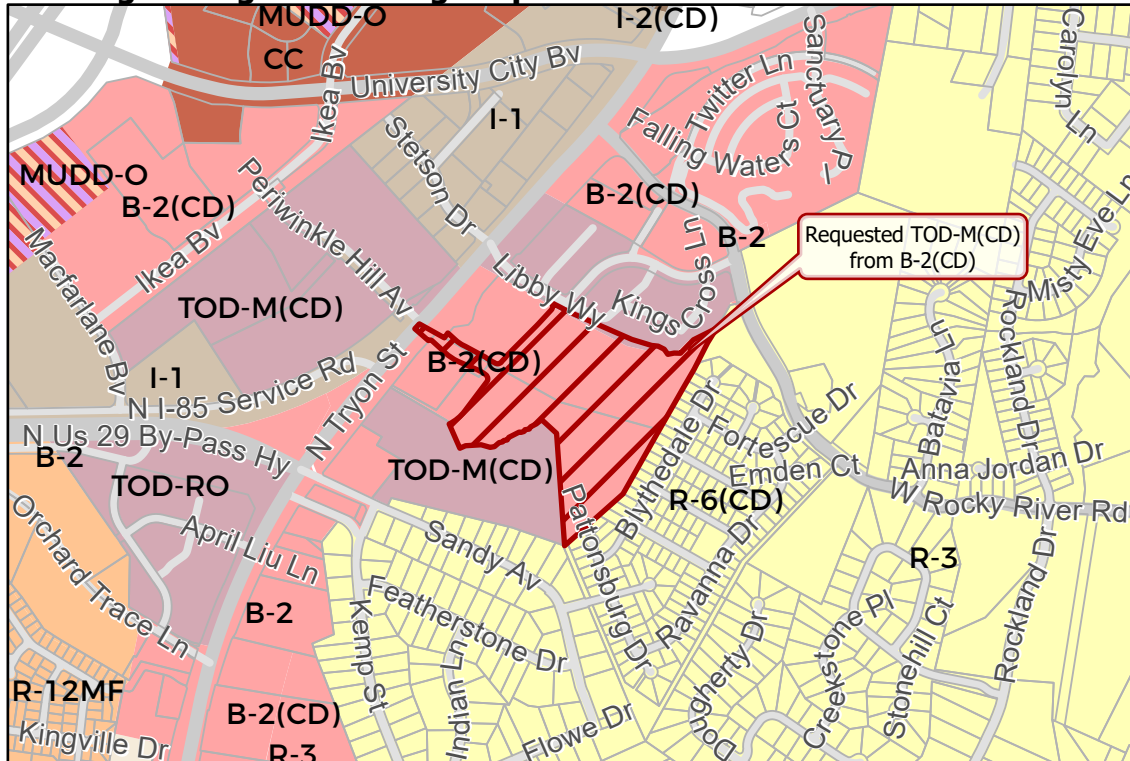 MUDD-O
I-2(CD)
CC
Ikea Bv
University City Bv
Twitter Ln
Sanctuary Pl
Carolyn Ln
I-1
Stetson Dr
Falling Waters Ct
MUDD-O
B-2(CD)
Periwinkle Hill Av
B-2(CD)
B-2
Misty Eve Ln
Requested TOD-M(CD)
from B-2(CD)
Macfarlane Bv
Ikea Bv
Libby Wy
Kings Cross Ln
TOD-M(CD)
Rockland Dr
Batavia Ln
B-2(CD)
I-1
N I-85 Service Rd
N Tryon St
Blythedale Dr
Fortescue Dr
N Us 29 By-Pass Hy
B-2
TOD-M(CD)
Emden Ct
Anna Jordan Dr
TOD-RO
Pattonsburg Dr
R-6(CD)
W Rocky River Rd
Orchard Trace Ln
April Liu Ln
Sandy Av
Ravanna Dr
R-3
B-2
Kemp St
Featherstone Dr
Dougherty Dr
Creekstone Pl
Stonehill Ct
Rockland Dr
R-12MF
B-2(CD)
Kingville Dr
R-3
Flowe Dr